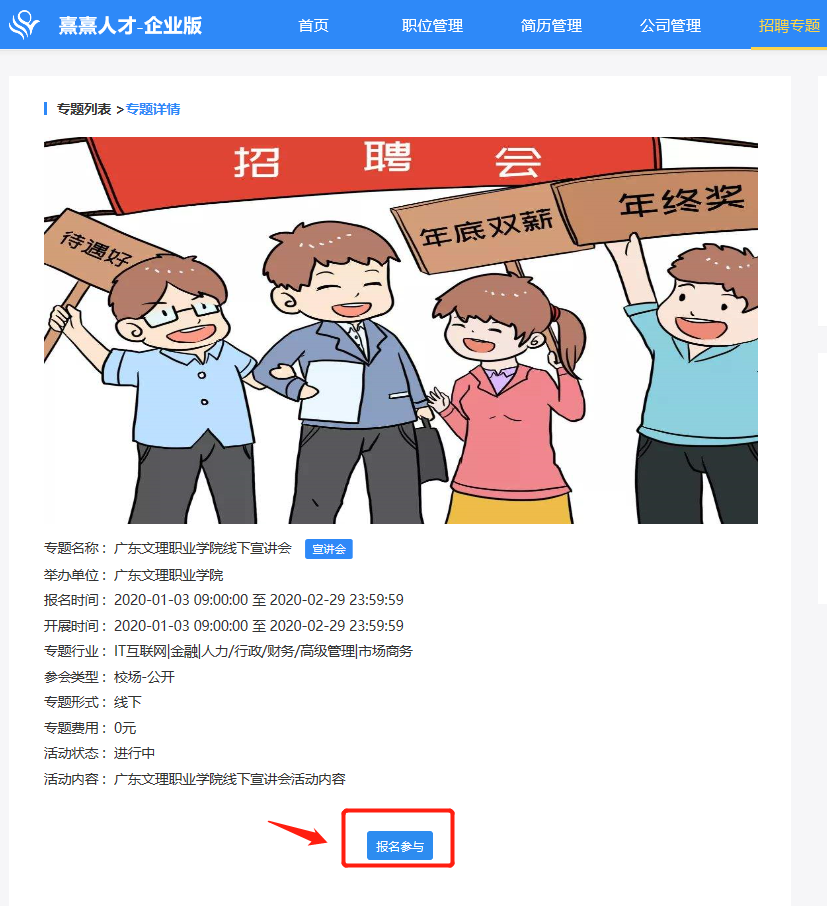 熹熹人才-企业版 首页 职位管理 简历管理 公司管理 招聘专题
专题列表 >专题详情
招 聘 会
待遇好
年底双薪
年终奖
专题名称： 广东文理职业学院线下宣讲会 宣讲会
举办单位： 广东文理职业学院
报名时间： 2020-01-03 09:00:00 至 2020-02-29 23:59:59
开展时间： 2020-01-03 09:00:00 至 2020-02-29 23:59:59
专题行业： IT互联网|金融|人力/行政/财务/高级管理|市场商务
参会类型： 校场-公开
专题形式： 线下
专题费用： 0元
活动状态： 进行中
活动内容： 广东文理职业学院线下宣讲会活动内容
报名参与